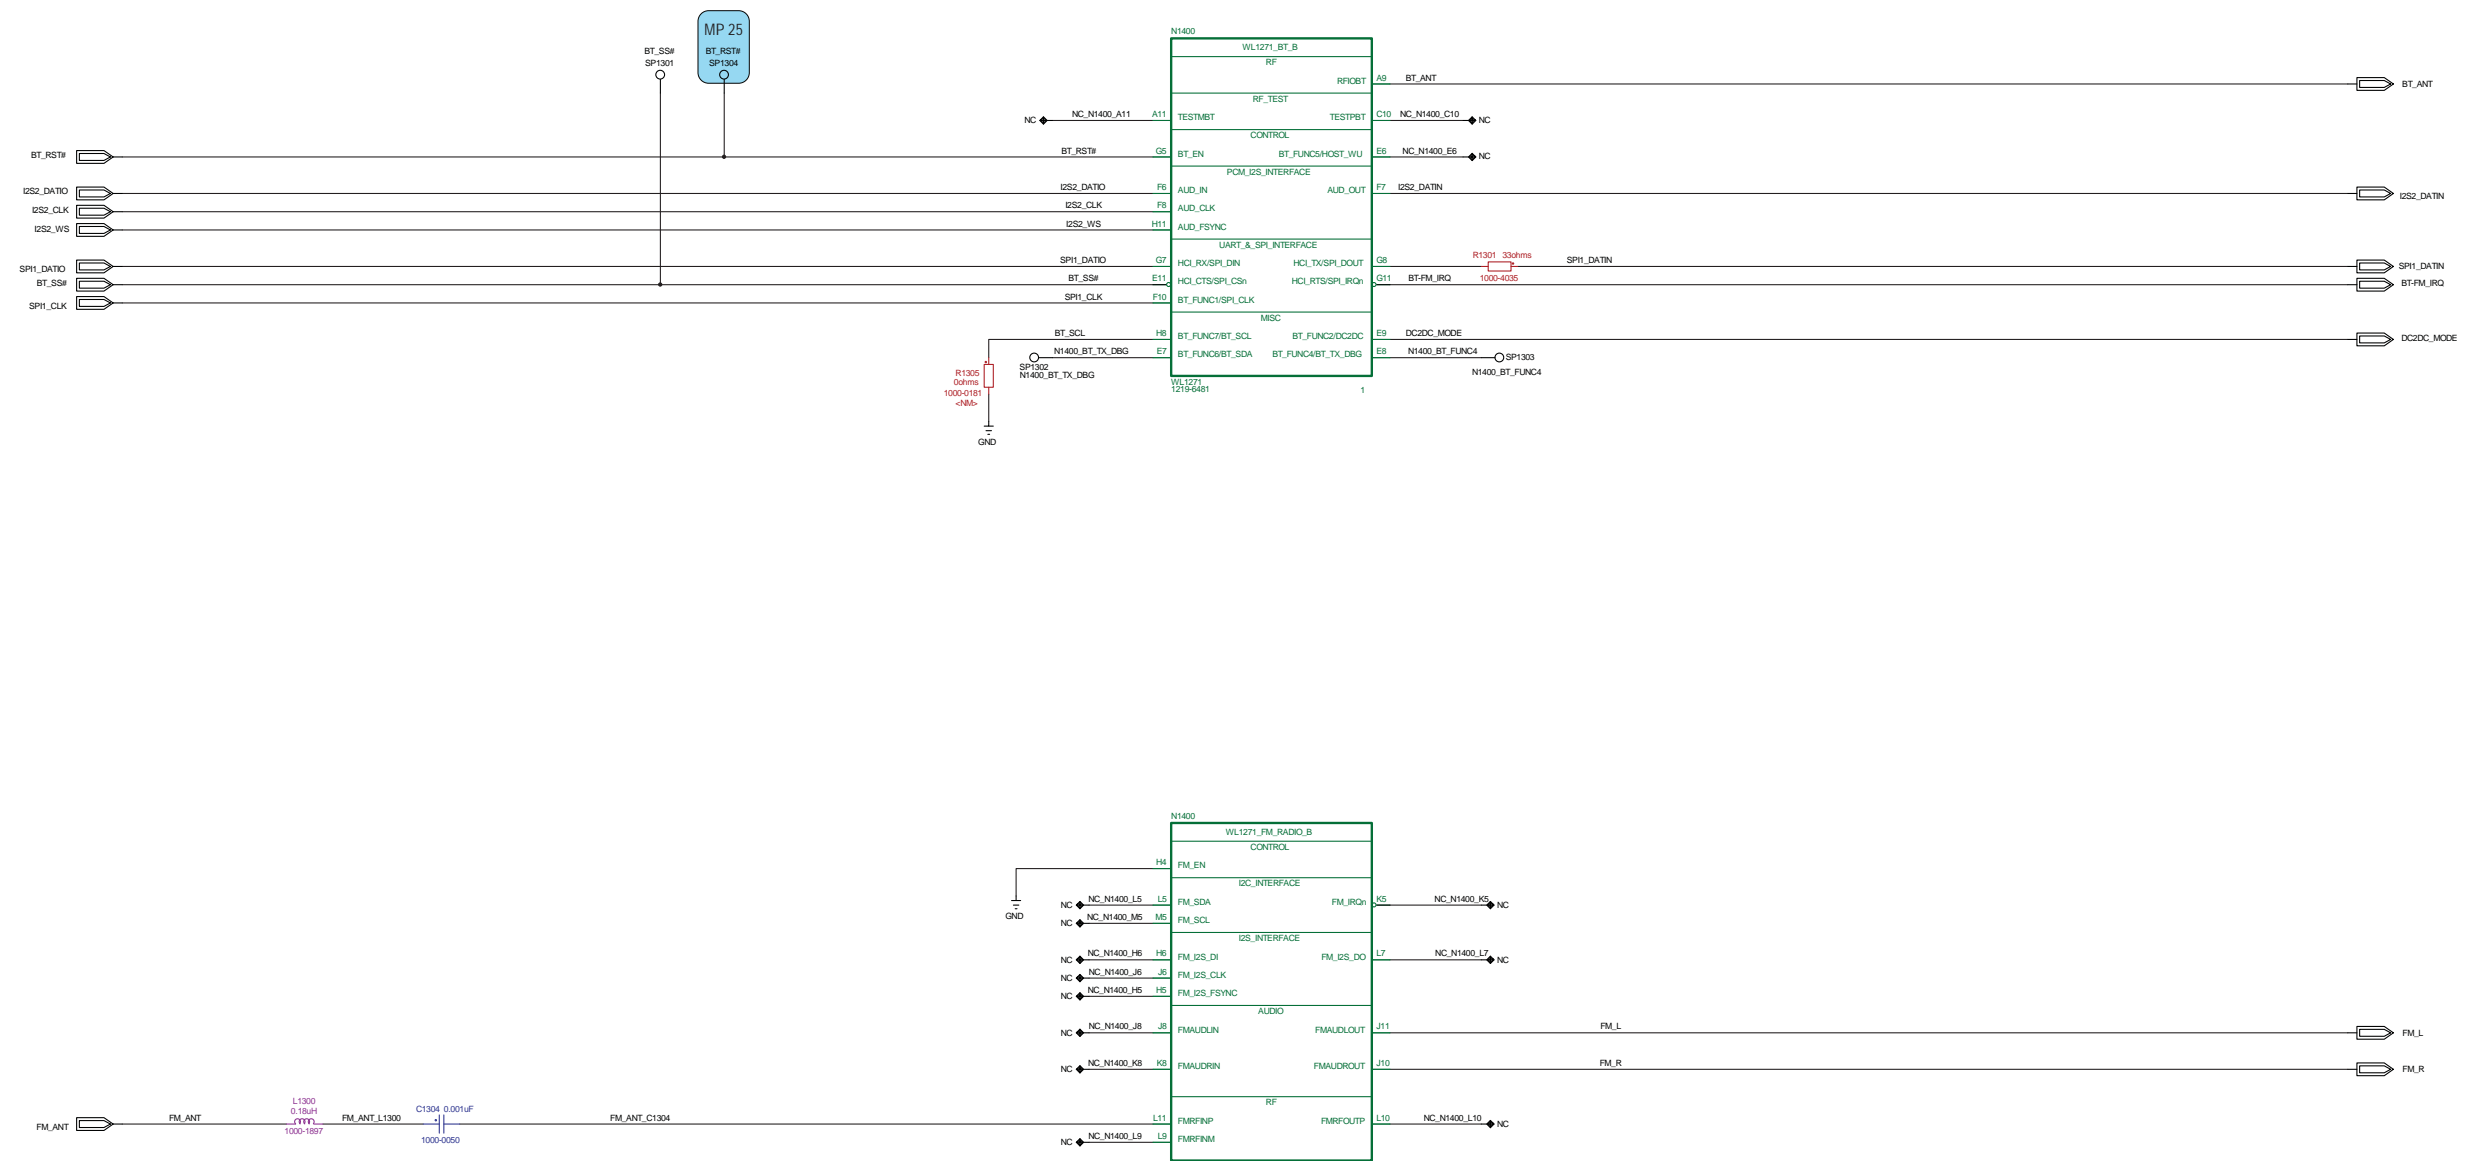 MP 25
BT_RST#
SP1304
BT_SS#
SP1301
N1400
WL1271_BT_B
RF
RFIOBT A9 BT_ANT
BT_ANT
RF_TEST
NC NC_N1400_A11 A11 TESTMBT
TESTPBT C10 NC_N1400_C10 NC
CONTROL
BT_RST# BT_RST# G5 BT_EN
BT_FUNC5/HOST_WU E6 NC_N1400_E6 NC
PCM_I2S_INTERFACE
I2S2_DATIO I2S2_DATIO F6 AUD_IN
AUD_OUT F7 I2S2_DATIN I2S2_DATIN
I2S2_CLK I2S2_CLK F8 AUD_CLK
I2S2_WS I2S2_WS H11 AUD_FSYNC
UART_&_SPI_INTERFACE
R1301 33ohms
1000-4035
SPI1_DATIO SPI1_DATIO G7 HCI_RX/SPI_DIN
HCI_TX/SPI_DOUT G8 SPI1_DATIN SPI1_DATIN
BT_SS# BT_SS# E11 HCI_CTS/SPI_CSn
HCI_RTS/SPI_IRQn G11 BT-FM_IRQ BT-FM_IRQ
SPI1_CLK SPI1_CLK F10 BT_FUNC1/SPI_CLK
MISC
BT_SCL H8 BT_FUNC7/BT_SCL
BT_FUNC2/DC2DC E9 DC2DC_MODE DC2DC_MODE
N1400_BT_TX_DBG E7 BT_FUNC6/BT_SDA
BT_FUNC4/BT_TX_DBG E8 N1400_BT_FUNC4 SP1303
SP1302
N1400_BT_TX_DBG
N1400_BT_FUNC4
R1305
0ohms
1000-0181
<NM>
GND
WL1271
1219-6481
1
N1400
WL1271_FM_RADIO_B
CONTROL
H4 FM_EN
GND
I2C_INTERFACE
NC NC_N1400_L5 L5 FM_SDA
FM_IRQn K5 NC_N1400_K5 NC
NC NC_N1400_M5 M5 FM_SCL
I2S_INTERFACE
NC NC_N1400_H6 H6 FM_I2S_DI
FM_I2S_DO L7 NC_N1400_L7 NC
NC NC_N1400_J6 J6 FM_I2S_CLK
NC NC_N1400_H5 H5 FM_I2S_FSYNC
AUDIO
NC NC_N1400_J8 J8 FMAUDLIN
FMAUDLOUT J11 FM_L FM_L
NC NC_N1400_K8 K8 FMAUDRIN
FMAUDROUT J10 FM_R FM_R
RF
L1300
0.18uH
1000-1897
C1304 0.001uF
1000-0050
FM_ANT FM_ANT FM_ANT_L1300 FM_ANT_C1304 L11 FMRFINP
FMRFOUTP L10 NC_N1400_L10 NC
NC NC_N1400_L9 L9 FMRFINM